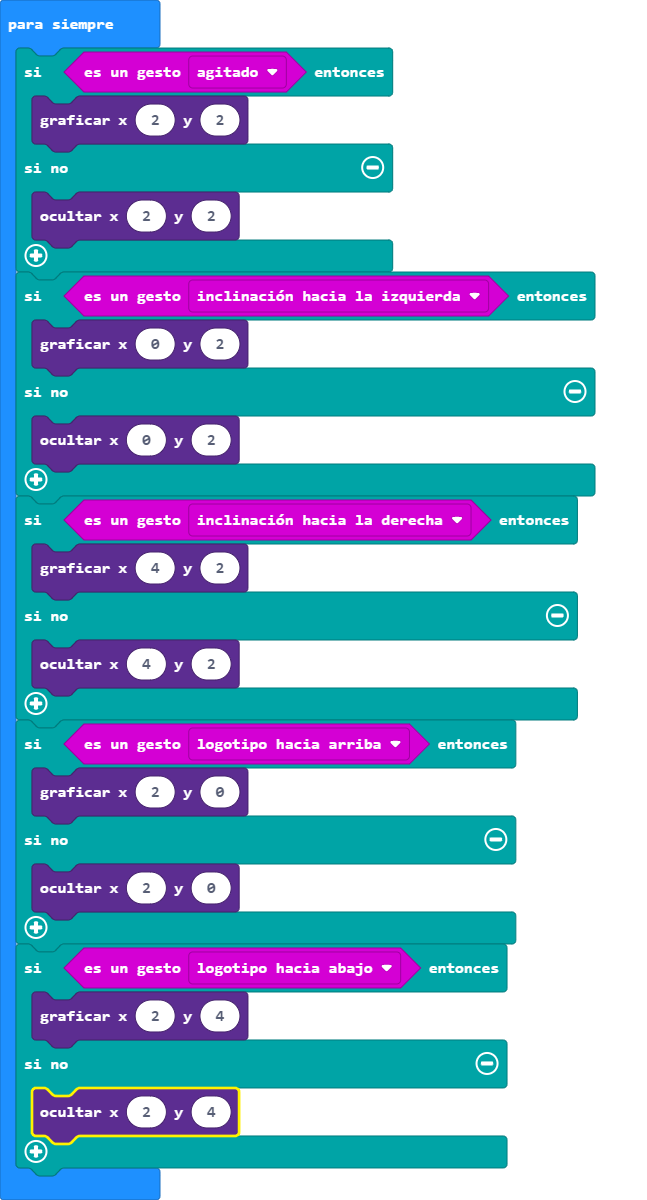 para siempre
si es un gesto agitado entonces
graficar x 2 y 2
si no
ocultar x 2 y 2
si es un gesto inclinación hacia la izquierda entonces
graficar x 0 y 2
si no
ocultar x 0 y 2
si es un gesto inclinación hacia la derecha entonces
graficar x 4 y 2
si no
ocultar x 4 y 2
si es un gesto logotipo hacia arriba entonces
graficar x 2 y 0
si no
ocultar x 2 y 0
si es un gesto logotipo hacia abajo entonces
graficar x 2 y 4
si no
ocultar x 2 y 4